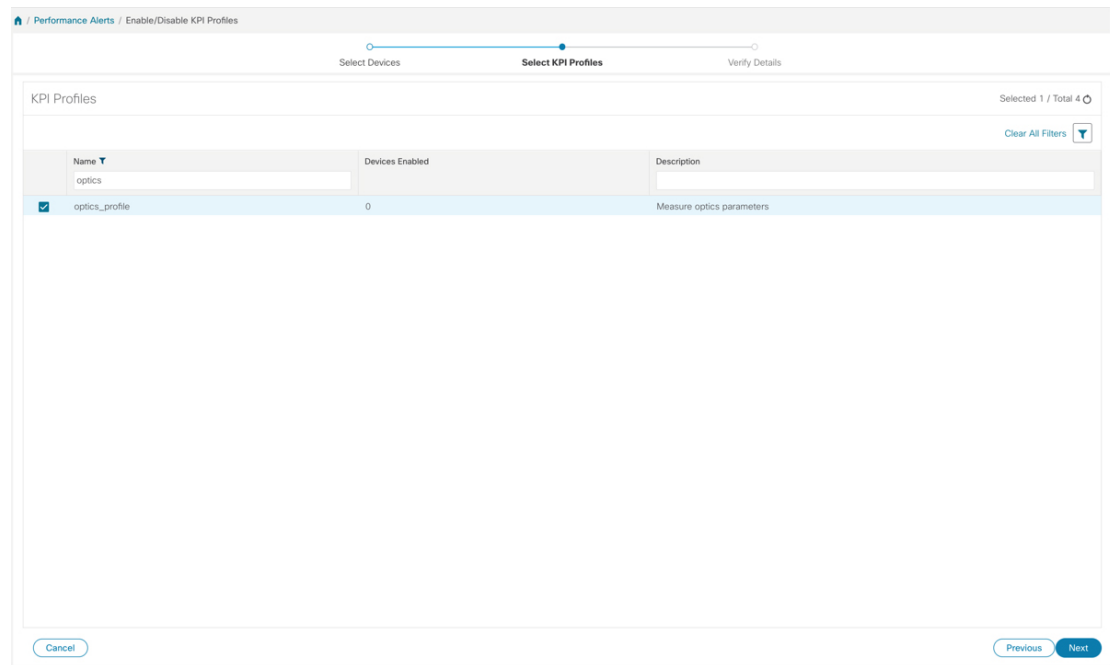 / Performance Alerts / Enable/Disable KPI Profiles
Select Devices Select KPI Profiles Verify Details
KPI Profiles Selected 1 / Total 4
Clear All Filters
Name Devices Enabled Description
optics
optics_profile 0 Measure optics parameters
Cancel Previous Next